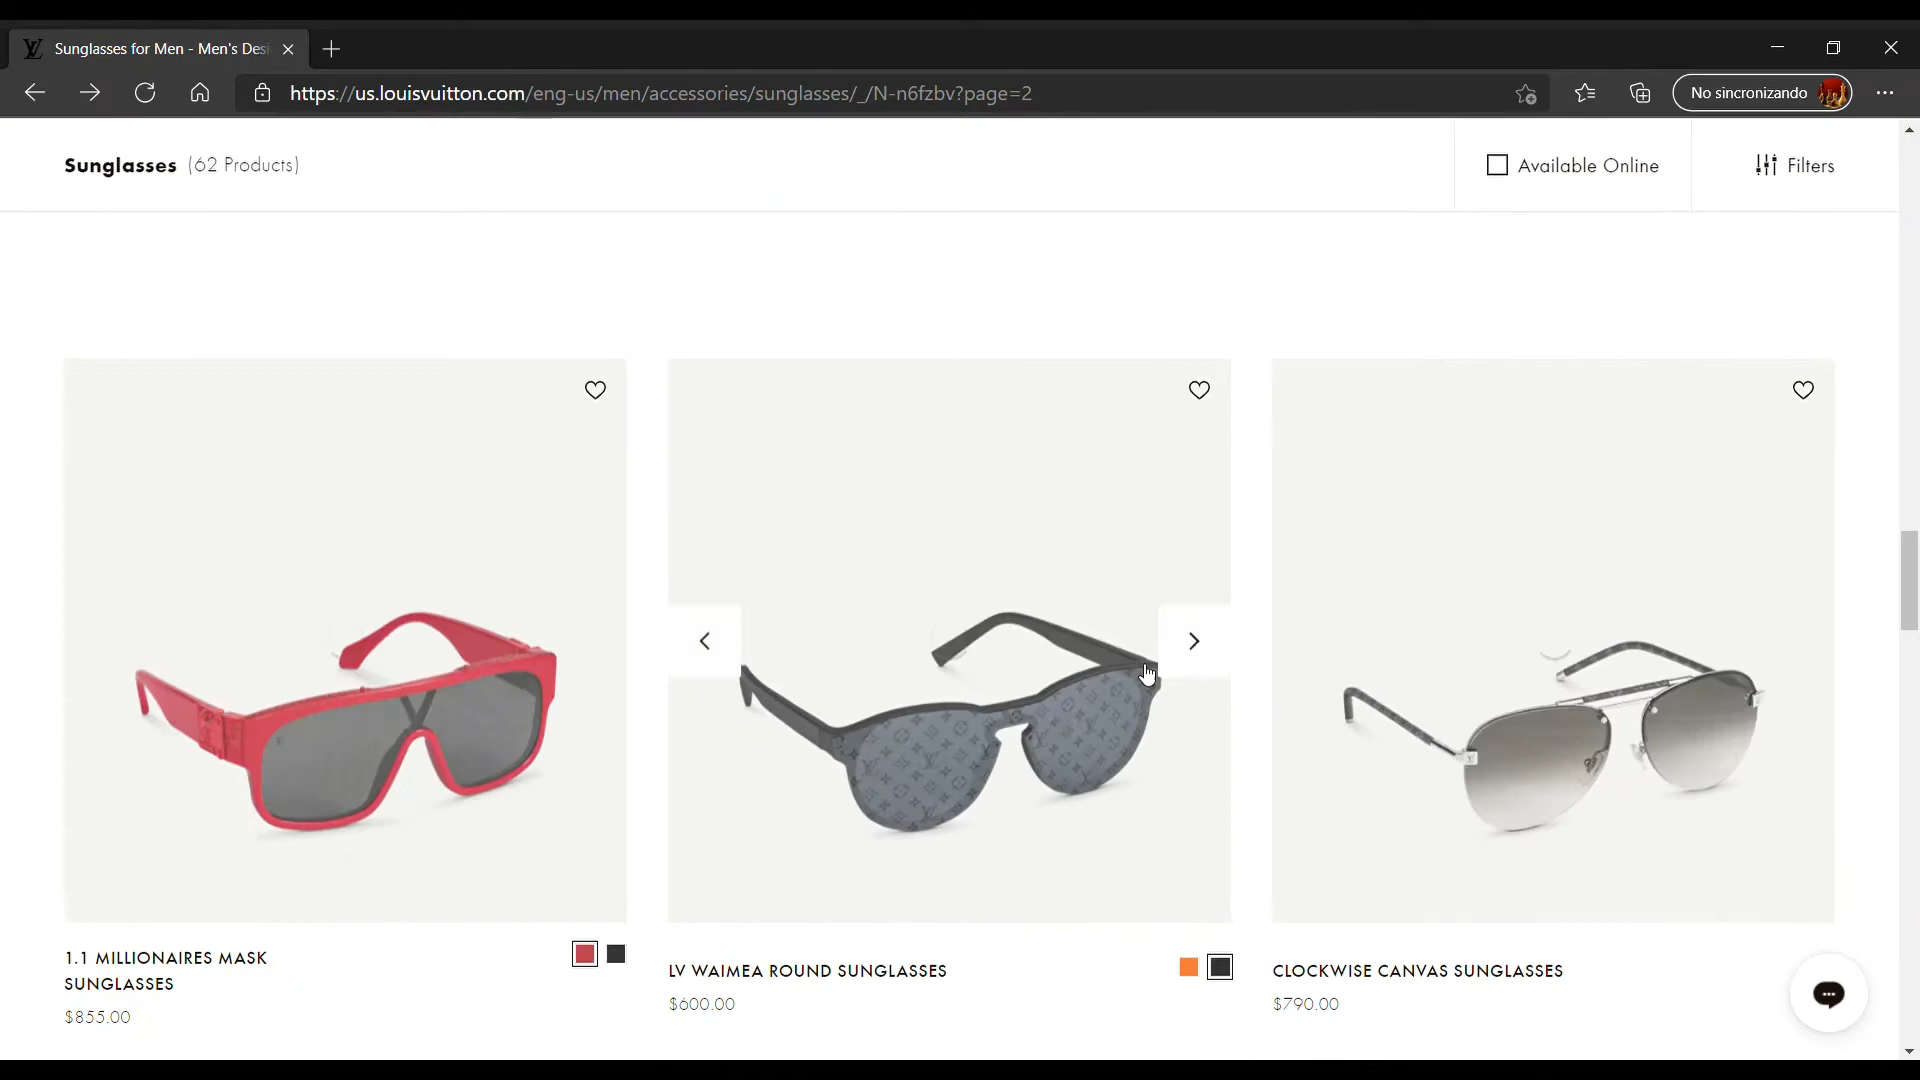 Sunglasses for Men - Men's Desi
https://us.louisvuitton.com/eng-us/men/accessories/sunglasses/_/N-n6fzbv?page=2
No sincronizando
Sunglasses (62 Products)
Available Online
Filters
1.1 MILLIONAIRES MASK
SUNGLASSES
$855.00
LV WAIMEA ROUND SUNGLASSES
$600.00
CLOCKWISE CANVAS SUNGLASSES
$790.00